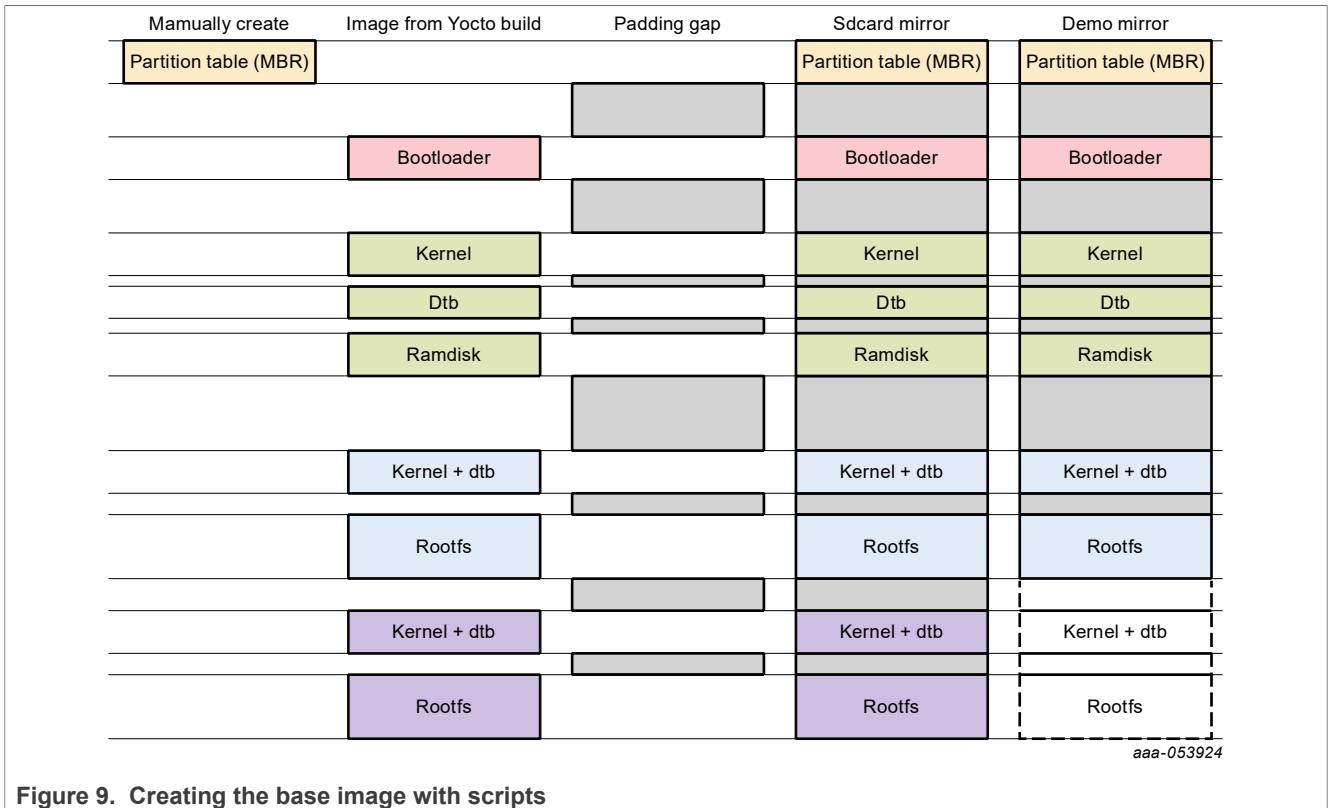 Mamually create Image from Yocto build Padding gap Sdcard mirror Demo mirror
Partition table (MBR) Partition table (MBR) Partition table (MBR)
Bootloader Bootloader Bootloader
Kernel Kernel Kernel
Dtb Dtb Dtb
Ramdisk Ramdisk Ramdisk
Kernel + dtb Kernel + dtb Kernel + dtb
Rootfs Rootfs Rootfs
Kernel + dtb Kernel + dtb Kernel + dtb
Rootfs Rootfs Rootfs
aaa-053924
Figure 9. Creating the base image with scripts